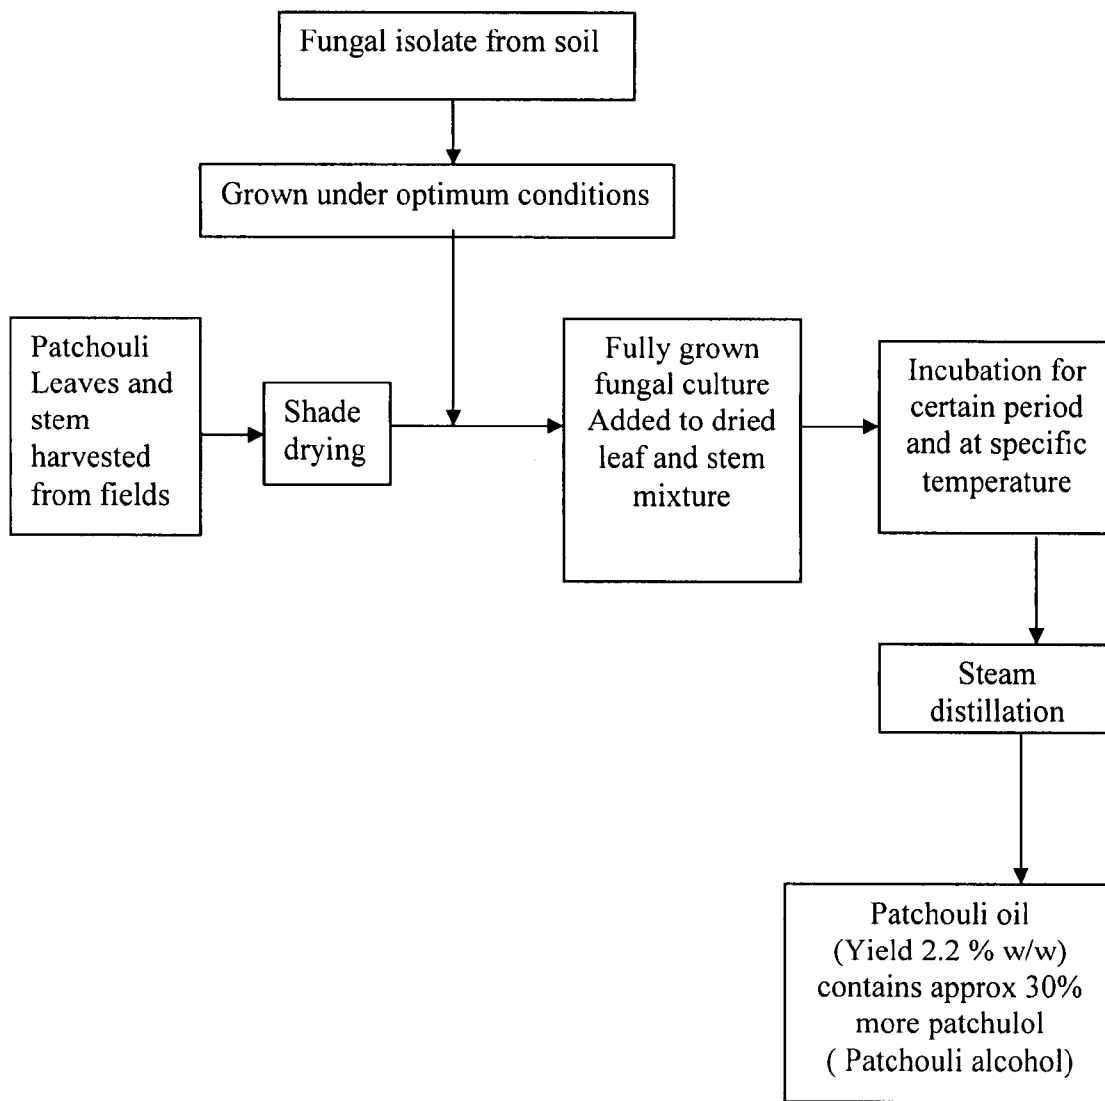 Fungal isolate from soil
Grown under optimum conditions
Patchouli
Leaves and
stem
harvested
from fields
Shade
drying
Fully grown
fungal culture
Added to dried
leaf and stem
mixture
Incubation for
certain period
and at specific
temperature
Steam
distillation
Patchouli oil
(Yield 2.2 % w/w)
contains approx 30%
more patchulol
( Patchouli alcohol)